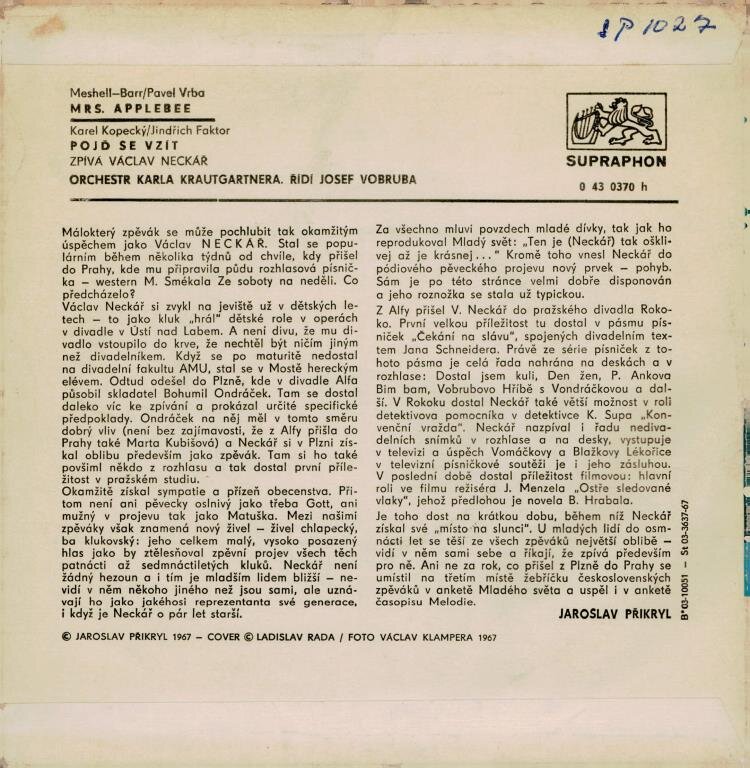 SP 1027
Meshell–Barr/Pavel Vrba
MRS. APPLEBEE
Karel Kopecký/Jindřich Faktor
POJĎ SE VZÍT
ZPÍVÁ VÁCLAV NECKÁŘ
ORCHESTR KARLA KRAUTGARTNERA. ŘÍDÍ JOSEF VOBRUBA
SUPRAPHON
0 43 0370 h
Málokterý zpěvák se může pochlubit tak okamžitým
úspěchem jako Václav NECKÁŘ. Stal se popu-
lárním během několika týdnů od chvíle, kdy přišel
do Prahy, kde mu připravila půdu rozhlasová písnič-
ka – western M. Smékala Ze soboty na neděli. Co
předcházelo?
Václav Neckář si zvykl na jeviště už v dětských le-
tech – to jako kluk „hrál" dětské role v operách
v divadle v Ústí nad Labem. A není divu, že mu di-
vadlo vstoupilo do krve, že nechtěl být ničím jiným
než divadelníkem. Když se po maturitě nedostal
na divadelní fakultu AMU, stal se v Mostě hereckým
elévem. Odtud odešel do Plzně, kde v divadle Alfa
působil skladatel Bohumil Ondráček. Tam se dostal
daleko víc ke zpívání a prokázal určité specifické
předpoklady. Ondráček na něj měl v tomto směru
dobrý vliv (není bez zajímavosti, že z Alfy přišla do
Prahy také Marta Kubišová) a Neckář si v Plzni zís-
kal oblibu především jako zpěvák. Tam si ho také
povšiml někdo z rozhlasu a tak dostal první příle-
žitost v pražském studiu.
Okamžitě získal sympatie a přízeň obecenstva. Při-
tom není ani pěvecky oslnivý jako třeba Gott, ani
mužný v projevu tak jako Matuška. Mezi našimi
zpěváky však znamená nový živel – živel chlapecký,
ba klukovský: jeho celkem malý, vysoko posazený
hlas jako by ztělesňoval zpěvní projev všech těch
patnácti až sedmnáctiletých kluků. Neckář není
žádný hezoun a i tím je mladším lidem bližší – ne-
vidí v něm někoho jiného než jsou sami, ale uzná-
vají ho jako jakéhosi reprezentanta své generace,
i když je Neckář o pár let starší.
Za všechno mluví povzdech mladé dívky, tak jak ho
reprodukoval Mladý svět: „Ten je (Neckář) tak ošкli-
vej až je krásnej..." Kromě toho vnesl Neckář do
pódiového pěveckého projevu nový prvek – pohyb.
Sám je po této stránce velmi dobře disponován
a jeho roznožka se stala už typickou.
Z Alfy přišel V. Neckář do pražského divadla Roko-
ko. První velkou příležitost tu dostal v pásmu pís-
niček „Čekání na slávu", spojených divadelním tex-
tem Jana Schneidera. Právě ze série písniček z to-
hoto pásma je celá řada nahrána na deskách a v
rozhlase: Dostal jsem kuli, Den žen, P. Ankova
Bim bam, Vobrubovo Hříbě s Vondráčkovou a dal-
ší. V Rokoku dostal Neckář také větší možnost v roli
detektivova pomocníka v detektivce K. Supa „Kon-
venční vražda". Neckář nazpíval i řadu nediva-
delních snímků v rozhlase a na desky, vystupuje
v televizi a úspěch Vomáčkovy a Blažkovy Lékořice
v televizní písničkové soutěži je i jeho zásluhou.
V poslední době dostal příležitost filmovou: hlavní
roli ve filmu režiséra J. Menzela „Ostře sledované
vlaky", jehož předlohou je novela B. Hrabala.
Je toho dost na krátkou dobu, během níž Neckář
získal své „místo na slunci". U mladých lidí do osm-
nácti let se těší ze všech zpěváků největší oblibě –
vidí v něm sami sebe a říkají, že zpívá především
pro ně. Ani ne za rok, co přišel z Plzně do Prahy se
umístil na třetím místě žebříčku československých
zpěváků v anketě Mladého světa a uspěl i v anketě
časopisu Melodie.
JAROSLAV PŘIKRYL
B*03-10051 – St 03-3637-67
© JAROSLAV PŘIKRYL 1967 – COVER © LADISLAV RADA / FOTO VÁCLAV KLAMPERA 1967